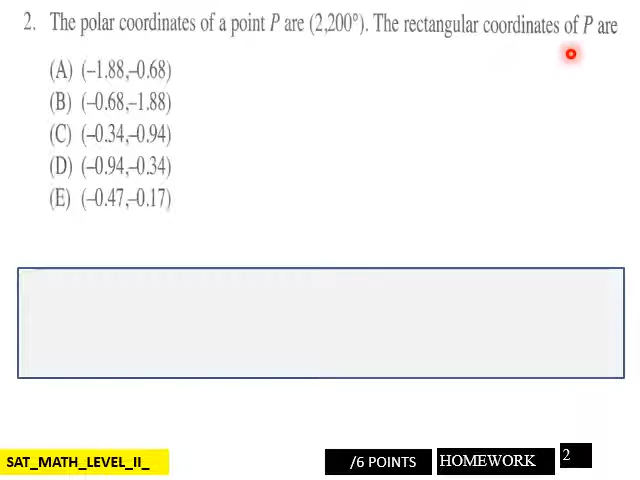 2. The polar coordinates of a point P are (2,200°). The rectangular coordinates of P are
(A) (–1.88,–0.68)
(B) (–0.68,–1.88)
(C) (–0.34,–0.94)
(D) (–0.94,–0.34)
(E) (–0.47,–0.17)
SAT_MATH_LEVEL_II_ /6 POINTS HOMEWORK 2